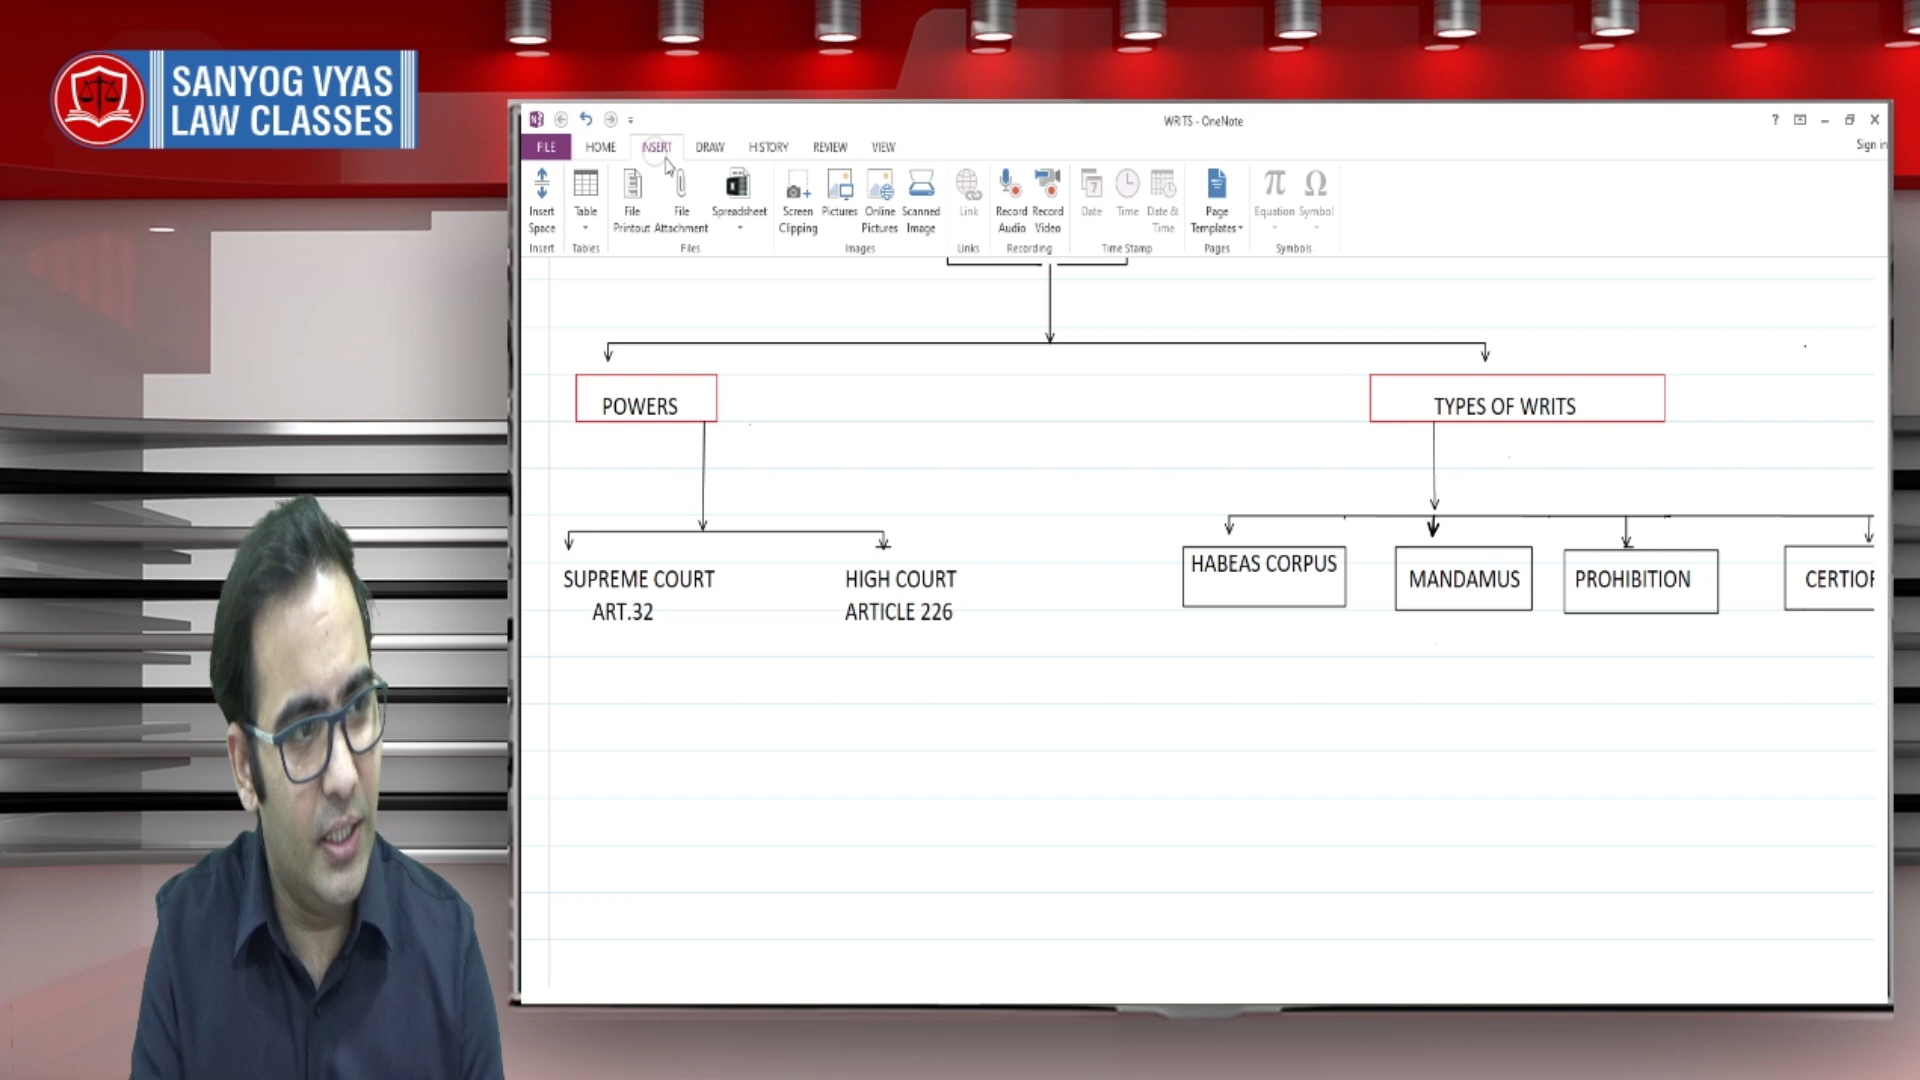 SANYOG VYAS
LAW CLASSES
WRITS - OneNote
?
Sign in
FILE HOME INSERT DRAW HISTORY REVIEW VIEW
Insert Space
Table
File Printout
File Attachment
Spreadsheet
Screen Clipping
Pictures
Online Pictures
Scanned Image
Link
Record Audio
Record Video
7
Date
Time
Date & Time
Page Templates
π
Equation
Ω
Symbol
Insert Tables Files Images Links Recording Time Stamp Pages Symbols
POWERS
TYPES OF WRITS
SUPREME COURT
ART.32
HIGH COURT
ARTICLE 226
HABEAS CORPUS
MANDAMUS
PROHIBITION